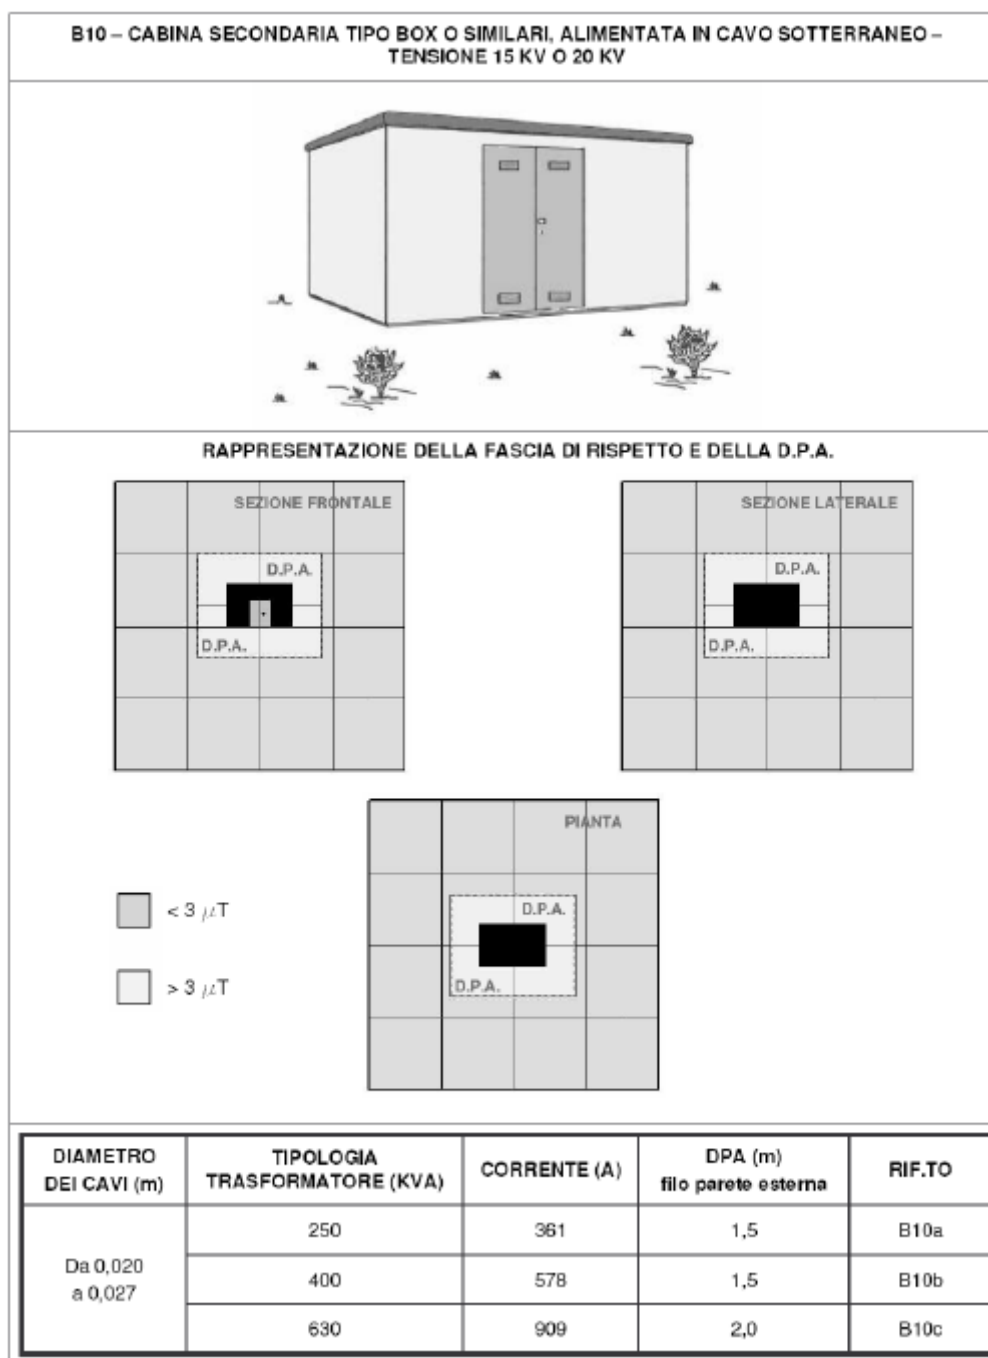 B10 – CABINA SECONDARIA TIPO BOX O SIMILARI, ALIMENTATA IN CAVO SOTTERRANEO –
TENSIONE 15 KV O 20 KV
RAPPRESENTAZIONE DELLA FASCIA DI RISPETTO E DELLA D.P.A.
SEZIONE FRONTALE
D.P.A.
D.P.A.
SEZIONE LATERALE
D.P.A.
D.P.A.
PIANTA
D.P.A.
D.P.A.
< 3 μT
> 3 μT
DIAMETRO
DEI CAVI (m)
TIPOLOGIA
TRASFORMATORE (KVA)
CORRENTE (A)
DPA (m)
filo parete esterna
RIF.TO
Da 0,020
a 0,027
250
361
1,5
B10a
400
578
1,5
B10b
630
909
2,0
B10c